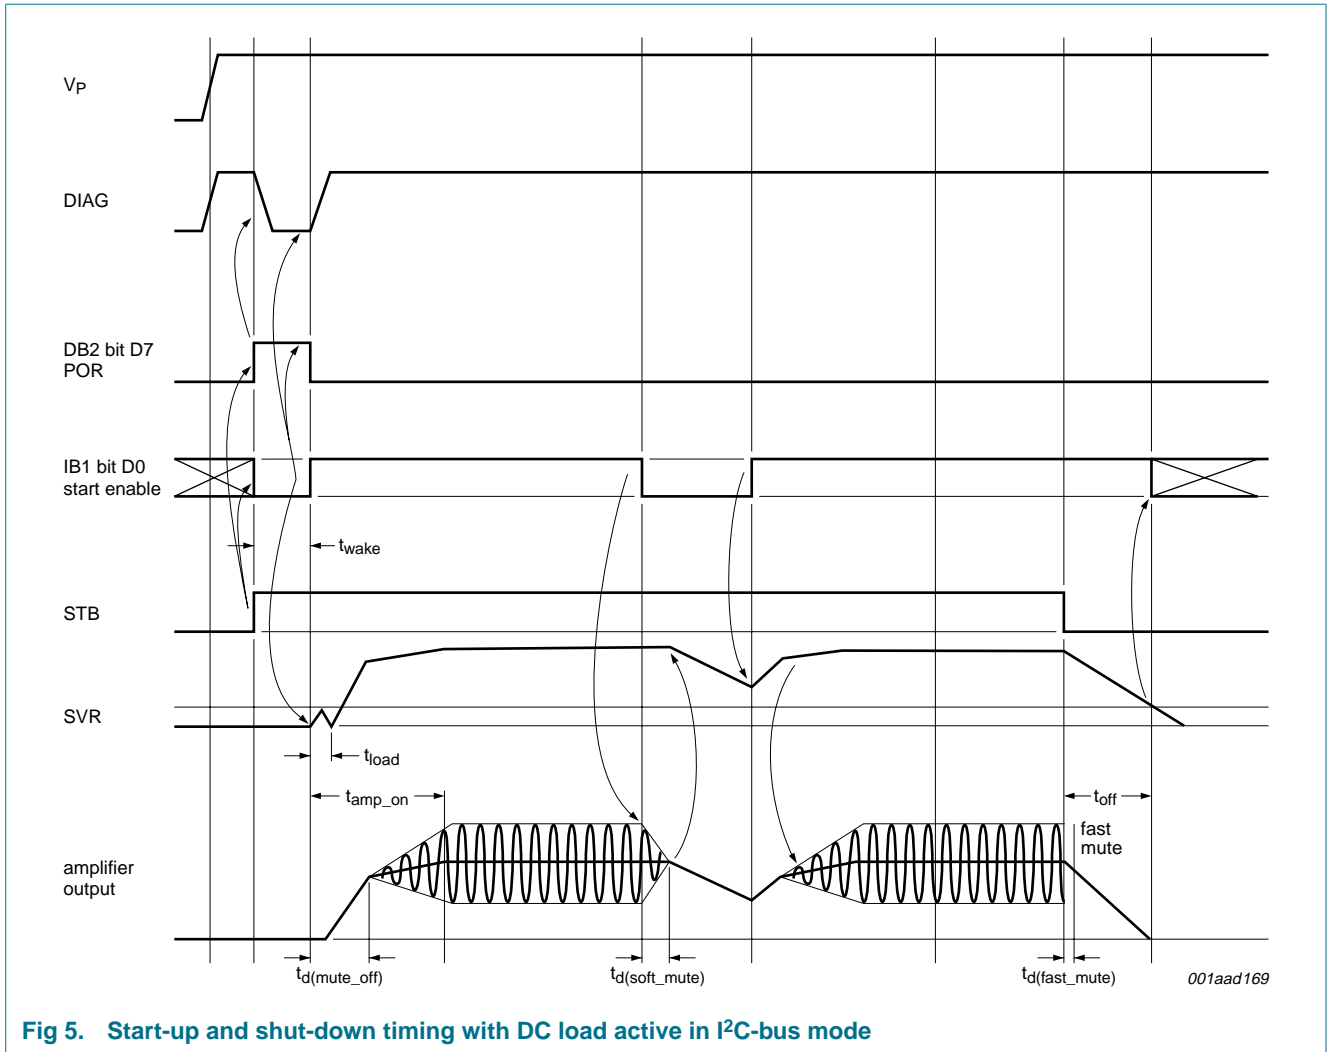 VP
DIAG
DB2 bit D7
POR
IB1 bit D0
start enable
twake
STB
SVR
tload
tamp_on
toff
fast
mute
amplifier
output
td(mute_off)
td(soft_mute)
td(fast_mute)
001aad169
Fig 5. Start-up and shut-down timing with DC load active in I2C-bus mode